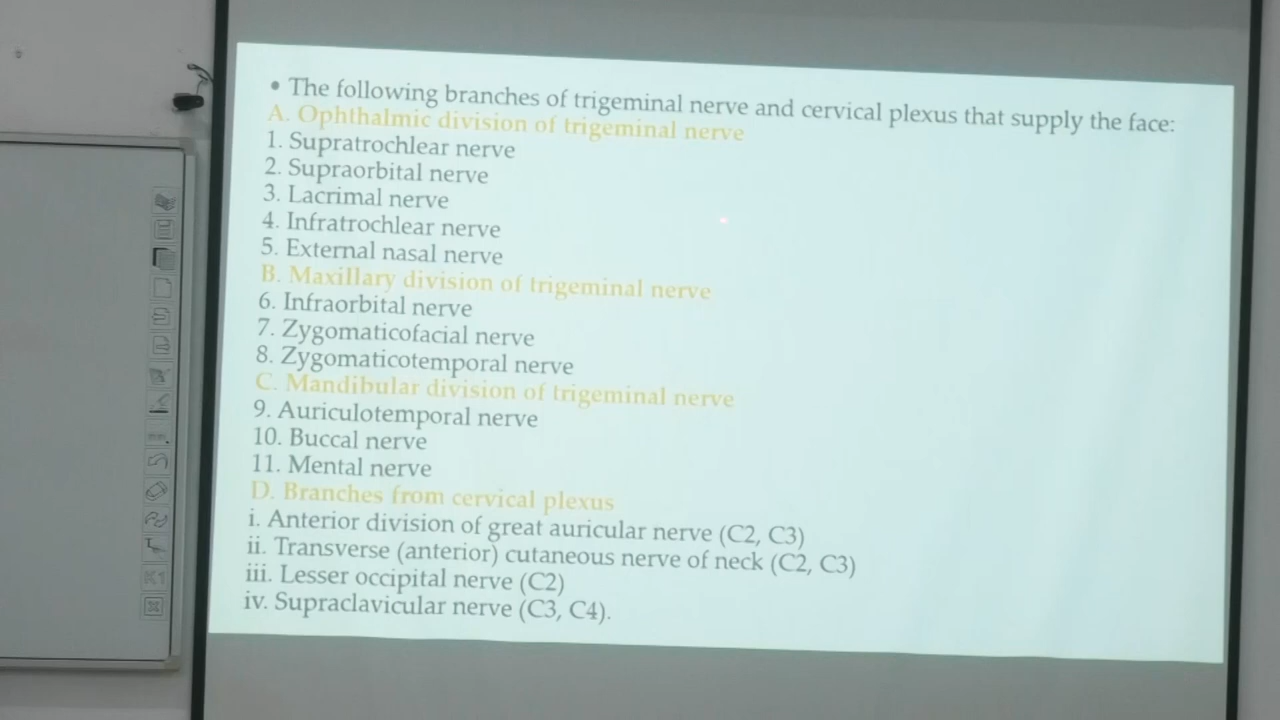 • The following branches of trigeminal nerve and cervical plexus that supply the face:
A. Ophthalmic division of trigeminal nerve
1. Supratrochlear nerve
2. Supraorbital nerve
3. Lacrimal nerve
4. Infratrochlear nerve
5. External nasal nerve
B. Maxillary division of trigeminal nerve
6. Infraorbital nerve
7. Zygomaticofacial nerve
8. Zygomaticotemporal nerve
C. Mandibular division of trigeminal nerve
9. Auriculotemporal nerve
10. Buccal nerve
11. Mental nerve
D. Branches from cervical plexus
i. Anterior division of great auricular nerve (C2, C3)
ii. Transverse (anterior) cutaneous nerve of neck (C2, C3)
iii. Lesser occipital nerve (C2)
iv. Supraclavicular nerve (C3, C4).